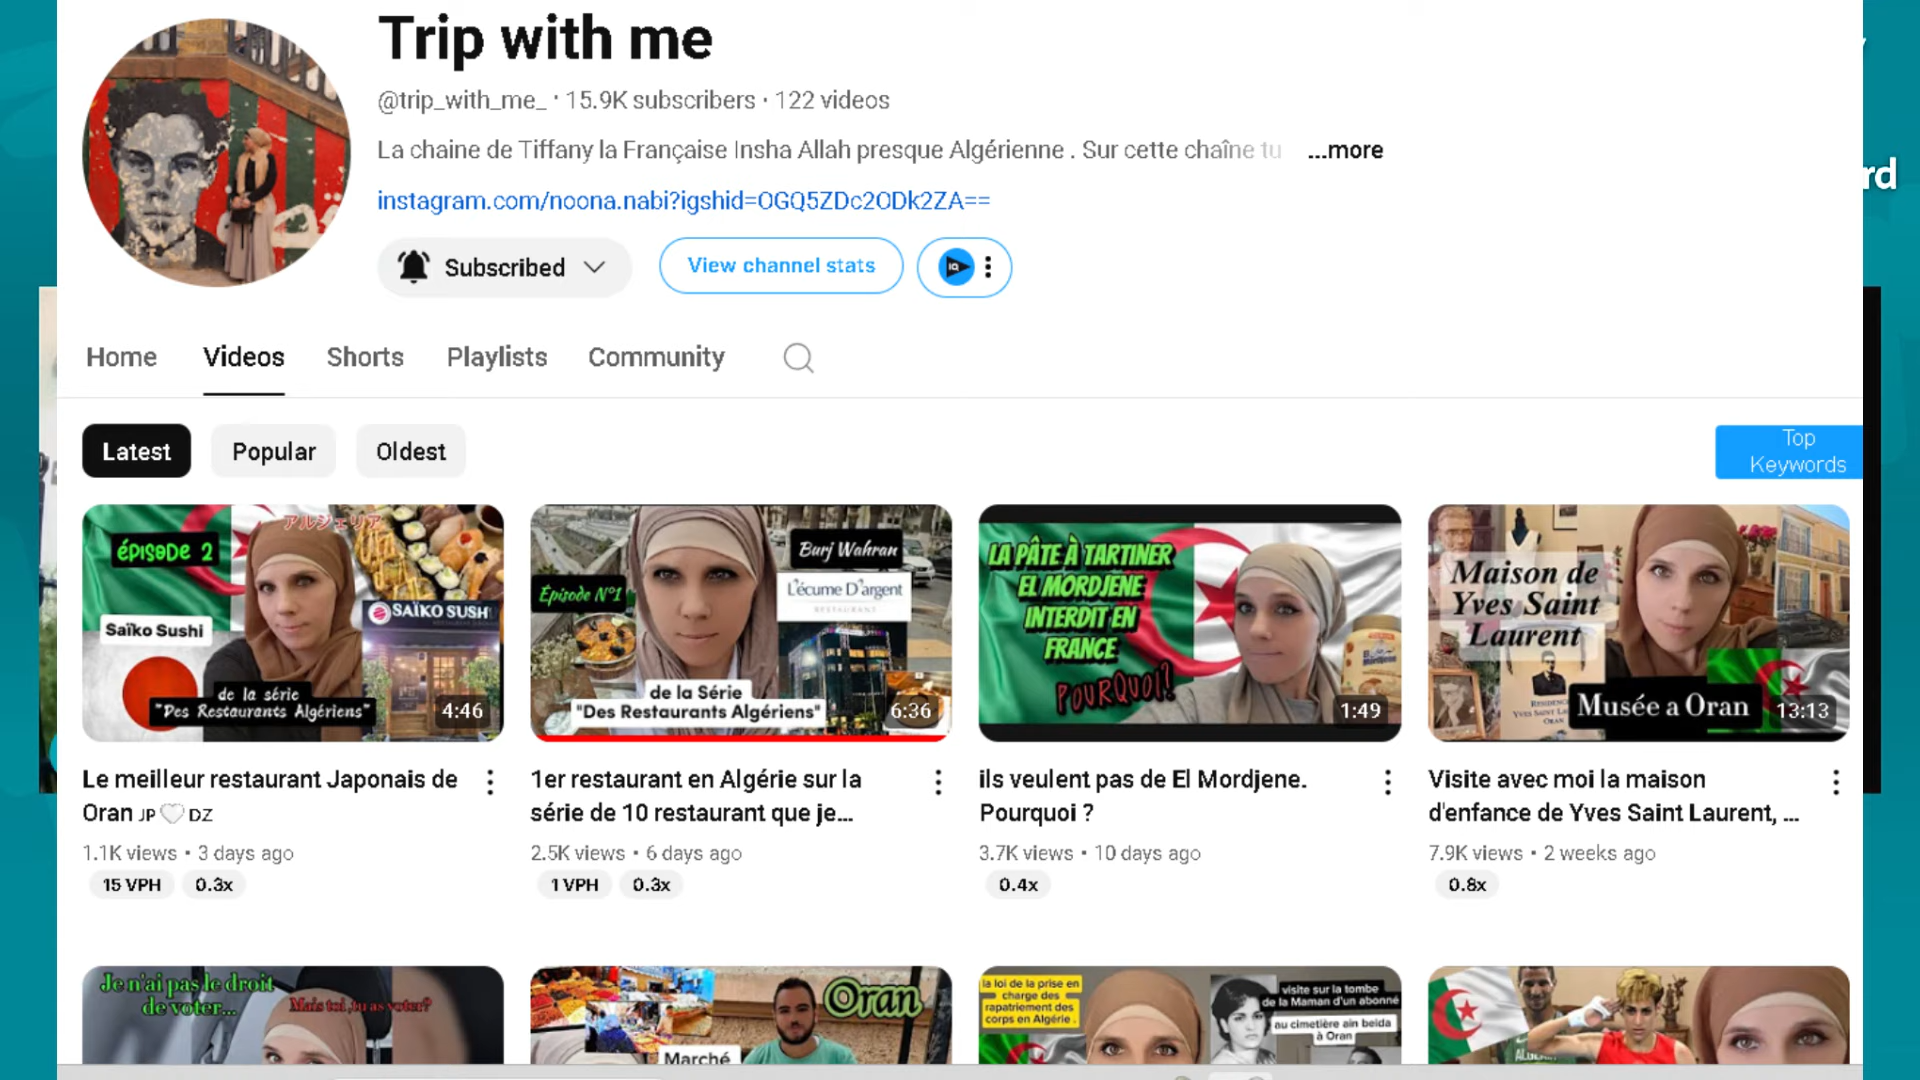 Trip with me
@trip_with_me_ · 15.9K subscribers · 122 videos
La chaine de Tiffany la Française Insha Allah presque Algérienne . Sur cette chaîne tu ...more
instagram.com/noona.nabi?igshid=OGQ5ZDc2ODk2ZA==
Subscribed
View channel stats
rd
Home Videos Shorts Playlists Community
Latest Popular Oldest
Top
Keywords
アルジェリア
éPiSODE 2
SAÏKO SUSHI
Saïko Sushi
de la série
"Des Restaurants Algériens"
4:46
Burj Wahran
L'écume D'argent
RESTAURANT
Épisode N°1
de la Série
"Des Restaurants Algériens"
6:36
LA PÂTE À TARTINER
EL MORDJENE
INTERDIT EN
FRANCE
POURQUOI!
1:49
Maison de
Yves Saint
Laurent
Musée a Oran
13:13
Le meilleur restaurant Japonais de
Oran JP🤍DZ
1.1K views • 3 days ago
15 VPH 0.3x
1er restaurant en Algérie sur la
série de 10 restaurant que je...
2.5K views • 6 days ago
1 VPH 0.3x
ils veulent pas de El Mordjene.
Pourquoi ?
3.7K views • 10 days ago
0.4x
Visite avec moi la maison
d'enfance de Yves Saint Laurent, ...
7.9K views • 2 weeks ago
0.8x
Je n'ai pas le droit
de voter...
Mais toi ,tu as voter?
Oran
Marché
la loi de la prise en
charge des
rapatriement des
corps en Algérie .
visite sur la tombe
de la Maman d'un abonné
au cimetière ain beida
à Oran